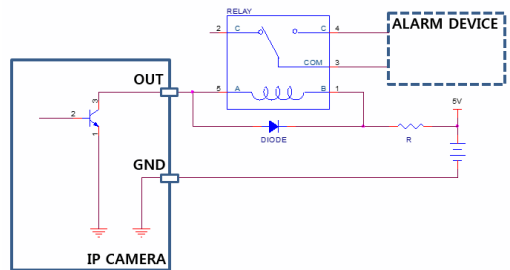 RELAY
2 C C 4
ALARM DEVICE
COM 3
OUT
5 A B 1
5V
3
2
1
DIODE
R
GND
IP CAMERA